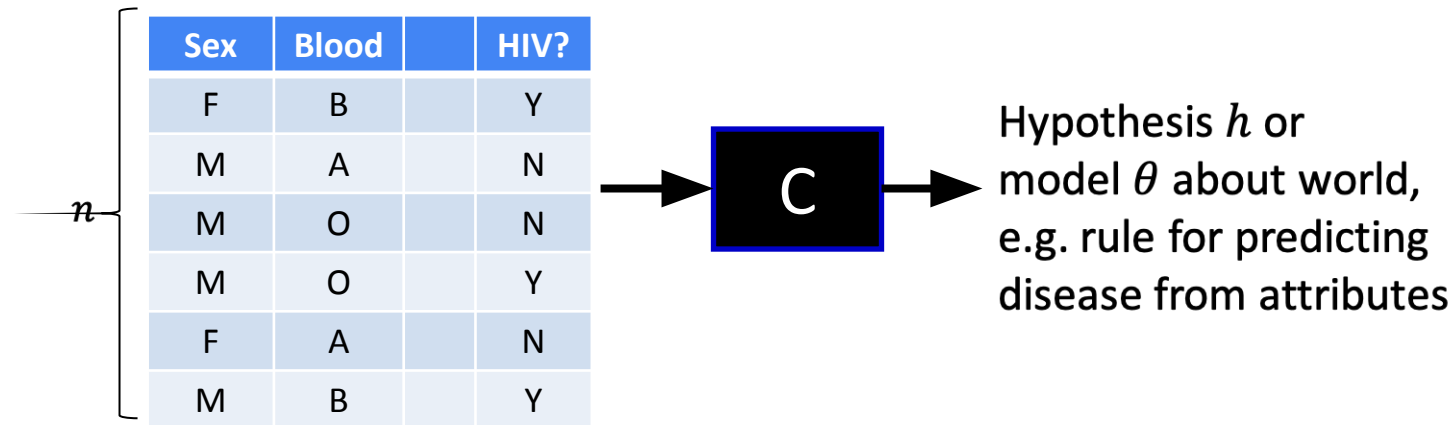 Sex Blood HIV?
F B Y
M A N
M O N
M O Y
F A N
M B Y
n
C
Hypothesis h or
model θ about world,
e.g. rule for predicting
disease from attributes